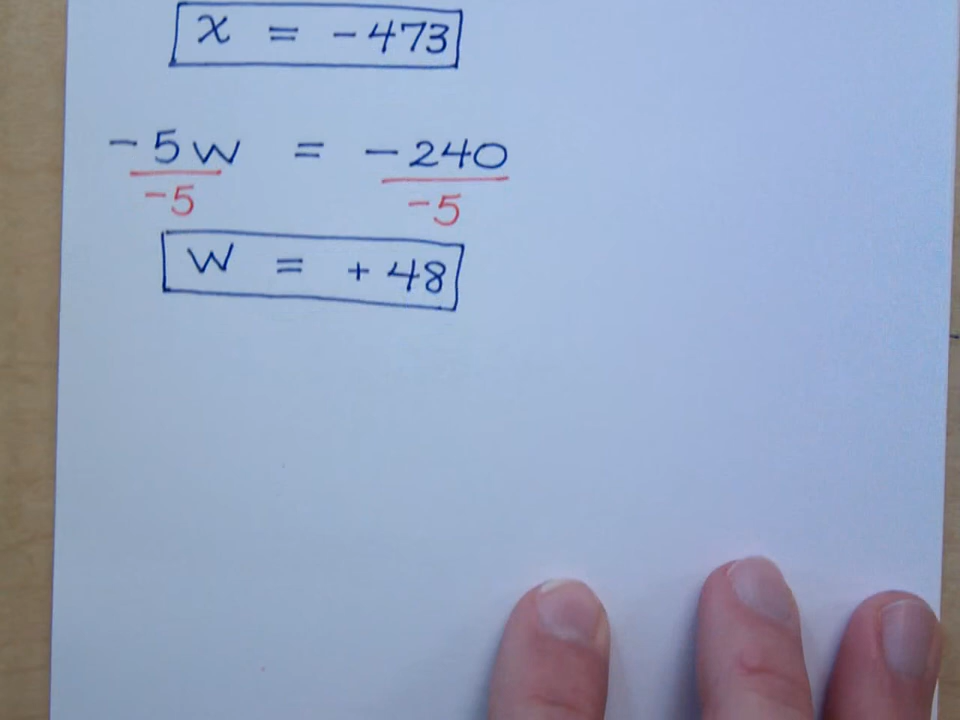 x = -473
-5w = -240
-5 -5
w = +48